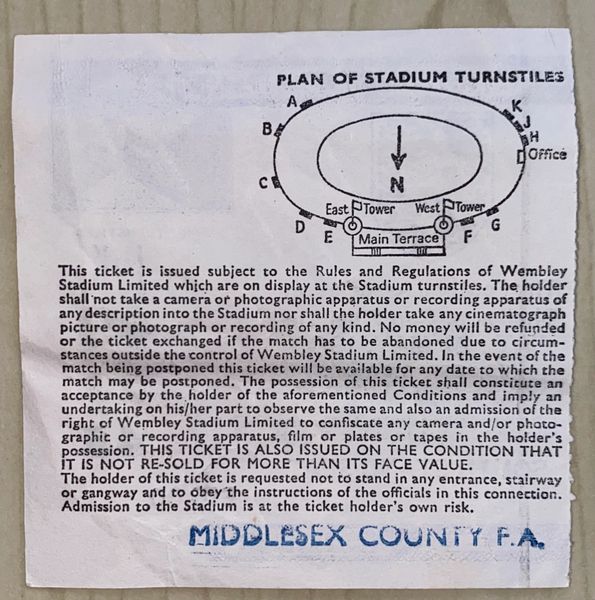 PLAN OF STADIUM TURNSTILES
A
K
J
B
H
Office
N
C
East Tower
West Tower
D
E
Main Terrace
F
G
This ticket is issued subject to the Rules and Regulations of Wembley
Stadium Limited which are on display at the Stadium turnstiles. The holder
shall not take a camera or photographic apparatus or recording apparatus of
any description into the Stadium nor shall the holder take any cinematograph
picture or photograph or recording of any kind. No money will be refunded
or the ticket exchanged if the match has to be abandoned due to circum-
stances outside the control of Wembley Stadium Limited. In the event of the
match being postponed this ticket will be available for any date to which the
match may be postponed. The possession of this ticket shall constitute an
acceptance by the holder of the aforementioned Conditions and imply an
undertaking on his/her part to observe the same and also an admission of the
right of Wembley Stadium Limited to confiscate any camera and/or photo-
graphic or recording apparatus, film or plates or tapes in the holder's
possession. THIS TICKET IS ALSO ISSUED ON THE CONDITION THAT
IT IS NOT RE-SOLD FOR MORE THAN ITS FACE VALUE.
The holder of this ticket is requested not to stand in any entrance, stairway
or gangway and to obey the instructions of the officials in this connection.
Admission to the Stadium is at the ticket holder's own risk.
MIDDLESEX COUNTY F.A.